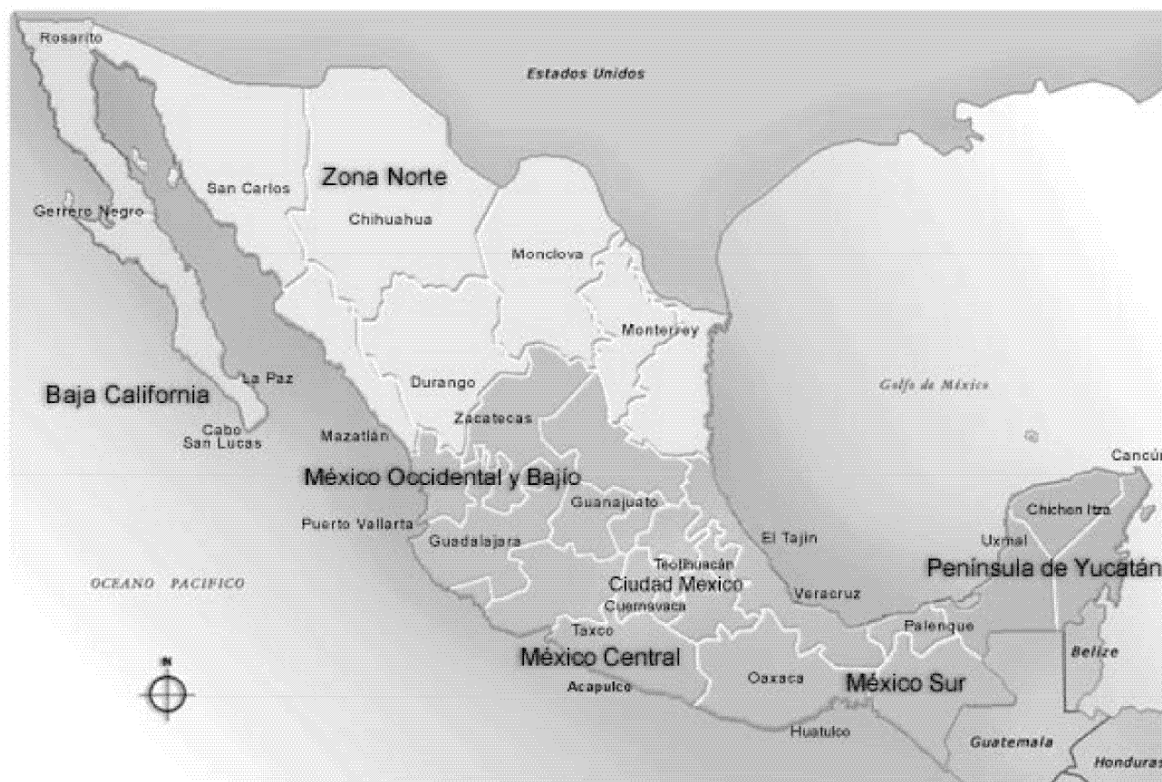 Rosarito
Estados Unidos
Zona Norte
San Carlos
Gerrero Negro
Chihuahua
Monclova
Monterrey
La Paz
Durango
Baja California
Golfo de México
Zacatecas
Cabo
San Lucas
Mazatlán
Cancún
México Occidental y Bajío
Guanajuato
Chichen Itza
Puerto Vallarta
Guadalajara
El Tajin
Uxmal
Teotihuacán
Península de Yucatán
OCEANO PACIFICO
Ciudad Mexico
Veracruz
Cuernavaca
Taxco
Palenque
Belize
México Central
Oaxaca
México Sur
Acapulco
N
Huatulco
Guatemala
Honduras